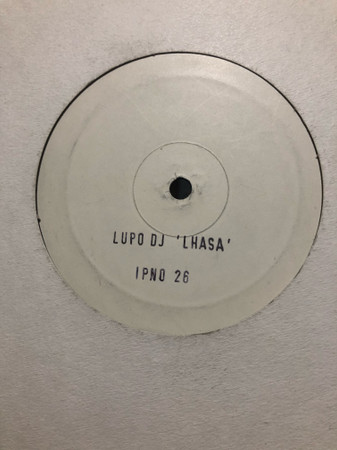 LUPO DJ 'LHASA'
IPNO 26